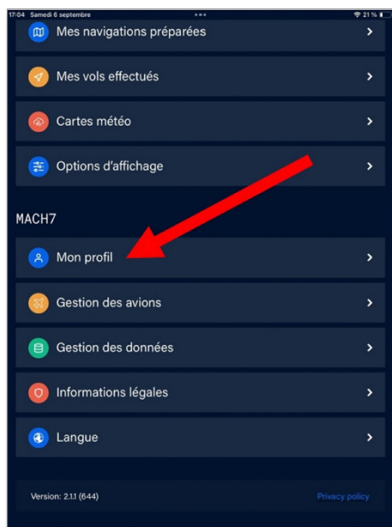 17:04 Samedi 6 septembre 21 %
Mes navigations préparées
Mes vols effectués
Cartes météo
Options d'affichage
MACH7
Mon profil
Gestion des avions
Gestion des données
Informations légales
Langue
Version: 2.1.1 (644) Privacy policy